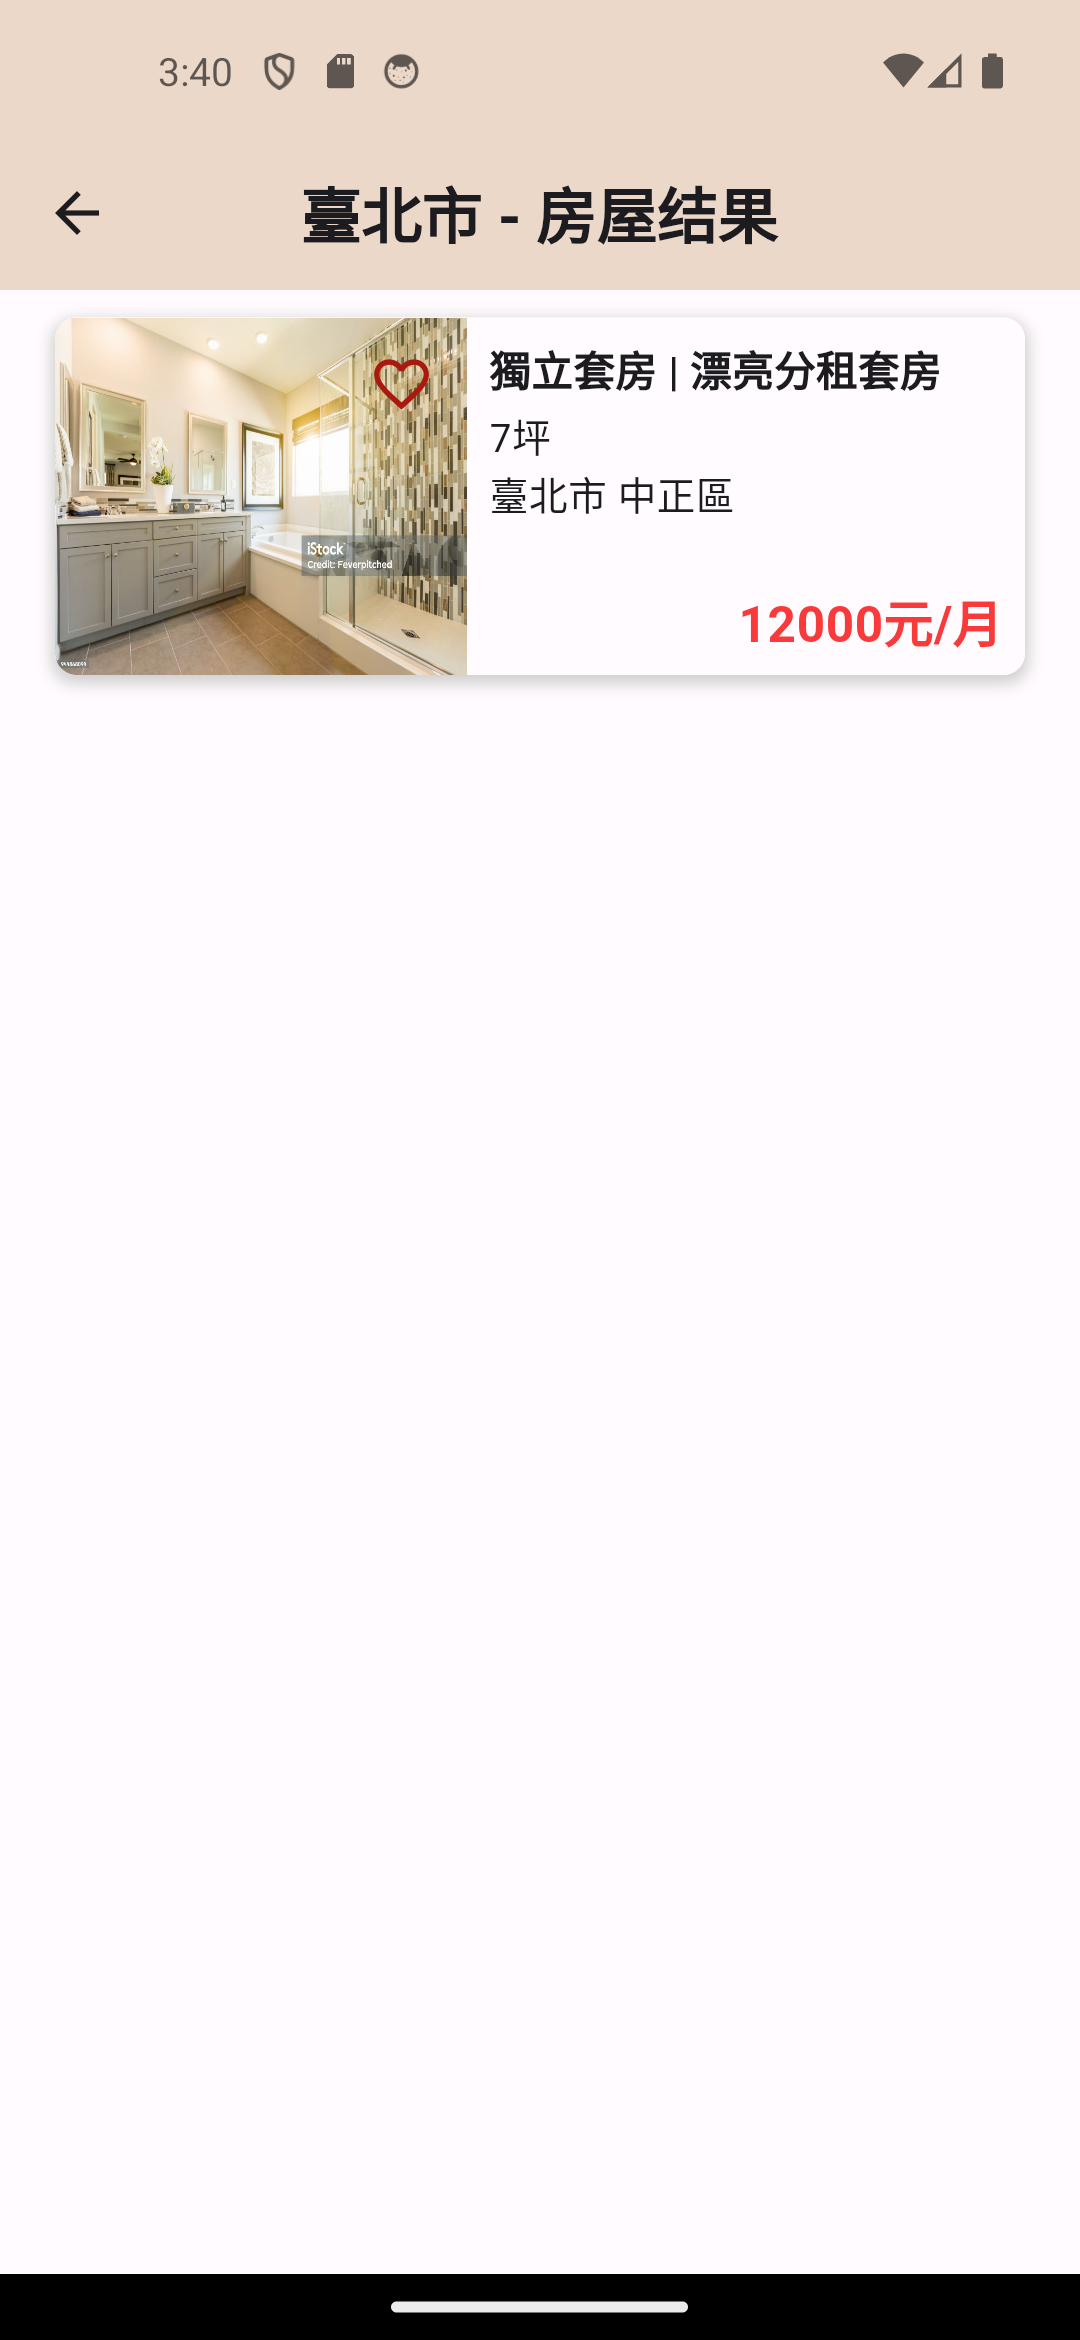 3:40
臺北市 - 房屋结果
獨立套房 | 漂亮分租套房
7坪
臺北市 中正區
iStock
Credit: Feverpitched
12000元/月